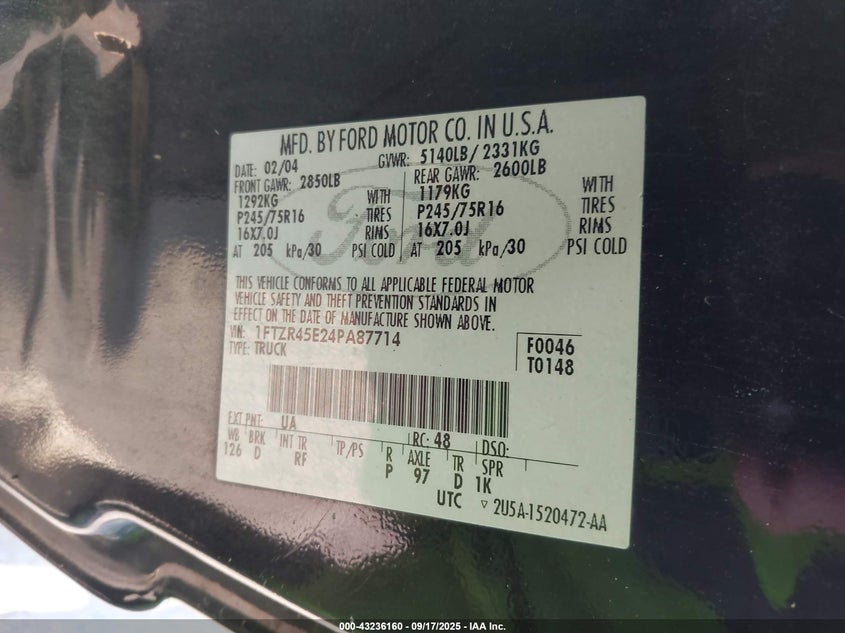 MFD. BY FORD MOTOR CO. IN U.S.A.
DATE: 02/04 GVWR: 5140LB/ 2331KG
FRONT GAWR: 2850LB REAR GAWR: 2600LB
1292KG WITH 1179KG WITH
P245/75R16 TIRES P245/75R16 TIRES
16X7.0J RIMS 16X7.0J RIMS
AT 205 kPa/30 PSI COLD AT 205 kPa/30 PSI COLD
Ford
THIS VEHICLE CONFORMS TO ALL APPLICABLE FEDERAL MOTOR
VEHICLE SAFETY AND THEFT PREVENTION STANDARDS IN
EFFECT ON THE DATE OF MANUFACTURE SHOWN ABOVE.
VIN: 1FTZR45E24PA87714 F0046
TYPE: TRUCK T0148
EXT PNT: UA RC: 48 DSO:
WB BRK INT TR TP/PS R AXLE TR SPR
126 D RF P 97 D 1K
UTC ▽ 2U5A-1520472-AA
000-43236160 - 09/17/2025 - IAA Inc.